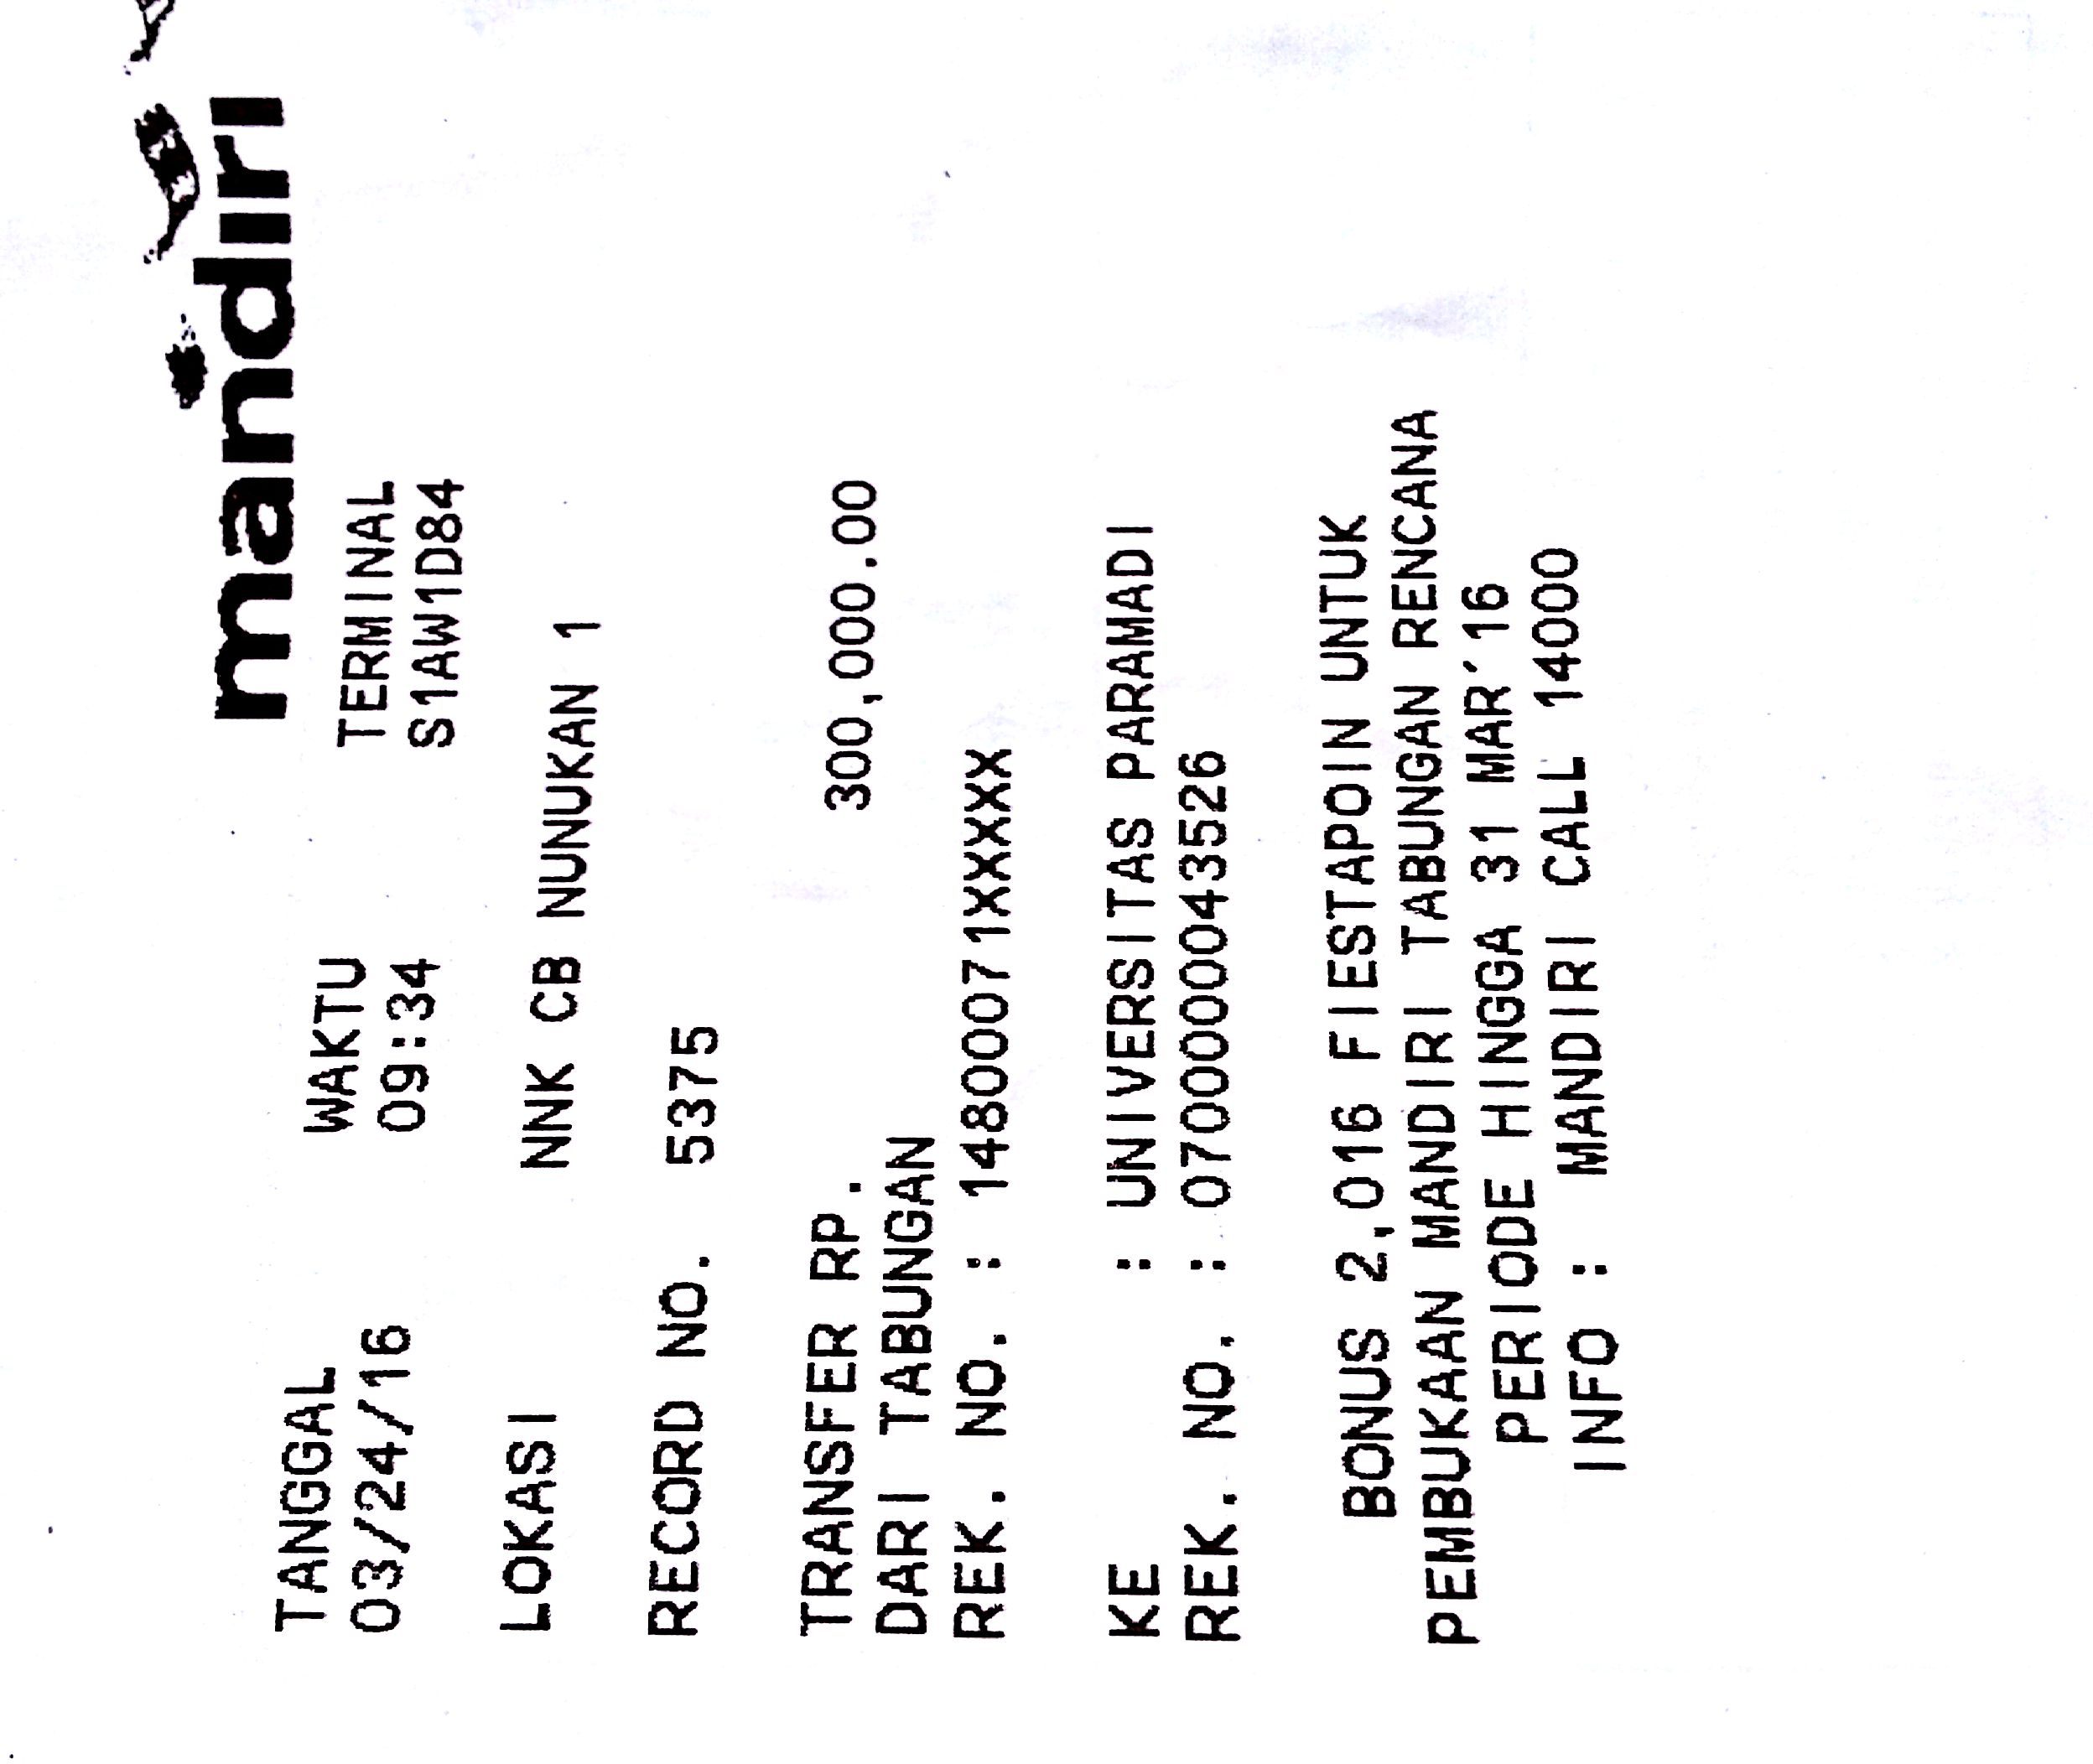 mandiri
TANGGAL WAKTU TERMINAL
03/24/16 09:34 S1AW1D84
LOKASI NNK CB NUNUKAN 1
RECORD NO. 5375
TRANSFER RP. 300,000.00
DARI TABUNGAN
REK. NO. : 1480071XXXXX
KE : UNIVERSITAS PARAMADI
REK. NO. : 0700000043526
BONUS 2,016 FIESTAPOIN UNTUK
PEMBUKAAN MANDIRI TABUNGAN RENCANA
PERIODE HINGGA 31 MAR'16
INFO : MANDIRI CALL 14000